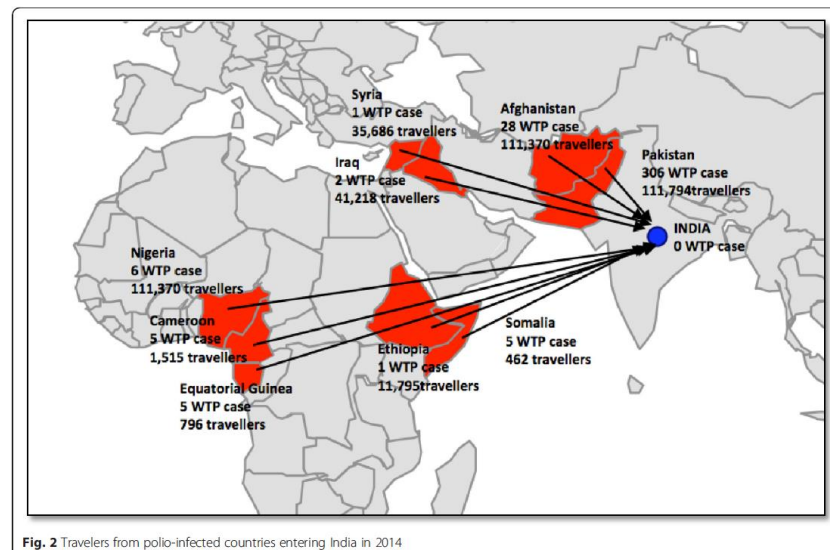 Syria
1 WTP case
35,686 travellers
Afghanistan
28 WTP case
111,370 travellers
Pakistan
306 WTP case
111,794travellers
Iraq
2 WTP case
41,218 travellers
INDIA
0 WTP case
Nigeria
6 WTP case
111,370 travellers
Cameroon
5 WTP case
1,515 travellers
Equatorial Guinea
5 WTP case
796 travellers
Ethiopia
1 WTP case
11,795travellers
Somalia
5 WTP case
462 travellers
Fig. 2 Travelers from polio-infected countries entering India in 2014